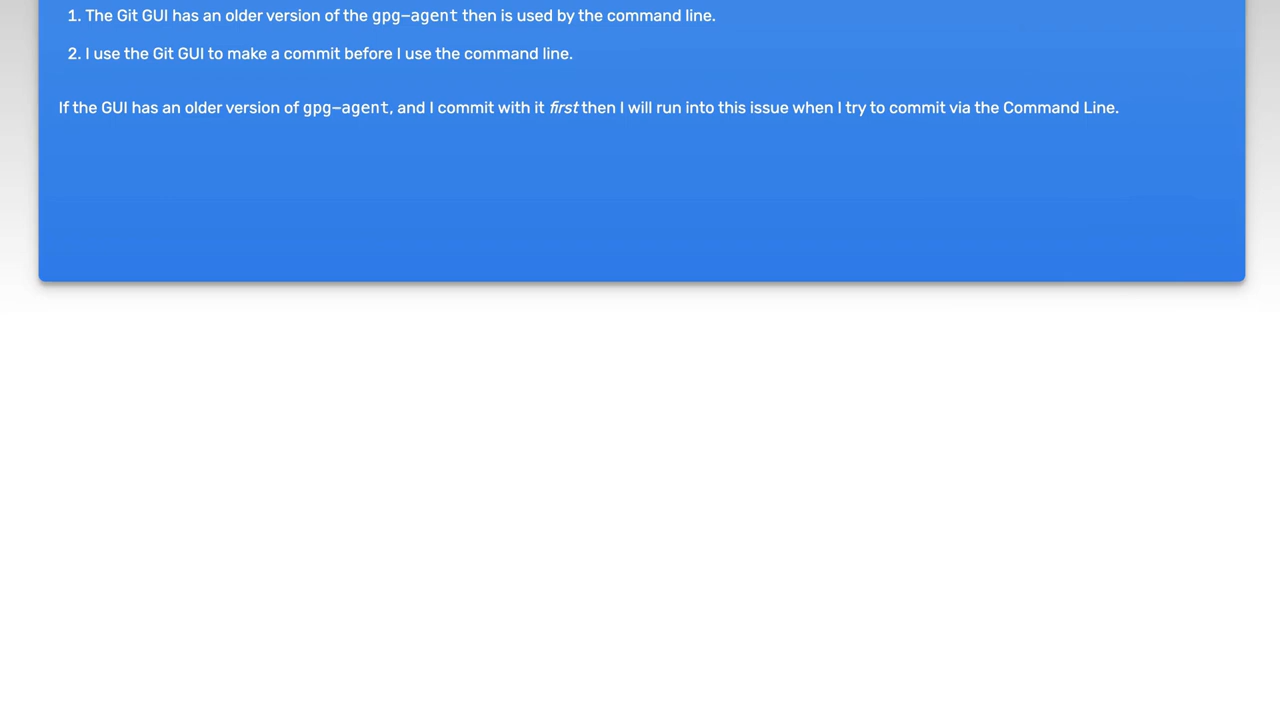 1. The Git GUI has an older version of the gpg-agent then is used by the command line.
2. I use the Git GUI to make a commit before I use the command line.
If the GUI has an older version of gpg-agent, and I commit with it first then I will run into this issue when I try to commit via the Command Line.